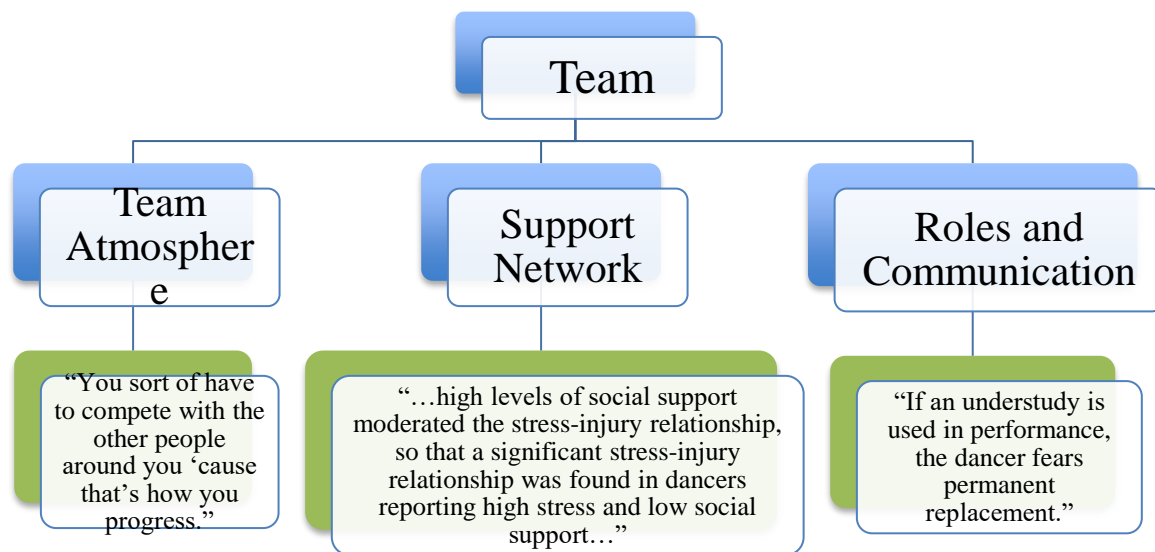 Team
Team
Atmospher
e
Support
Network
Roles and
Communication
“You sort of have
to compete with the
other people
around you ‘cause
that’s how you
progress.”
“…high levels of social support
moderated the stress-injury relationship,
so that a significant stress-injury
relationship was found in dancers
reporting high stress and low social
support…”
“If an understudy is
used in performance,
the dancer fears
permanent
replacement.”